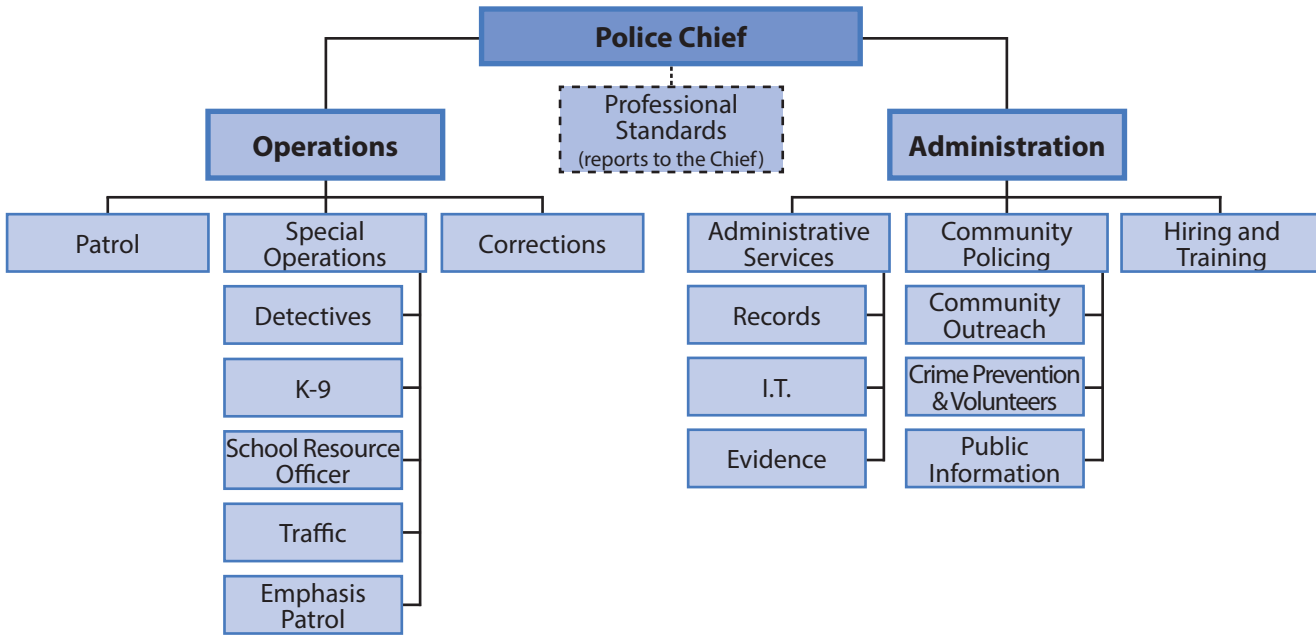 Police Chief
Professional
Standards
(reports to the Chief)
Operations
Administration
Patrol
Special
Operations
Corrections
Detectives
K-9
School Resource
Officer
Traffic
Emphasis
Patrol
Administrative
Services
Records
I.T.
Evidence
Community
Policing
Community
Outreach
Crime Prevention
& Volunteers
Public
Information
Hiring and
Training